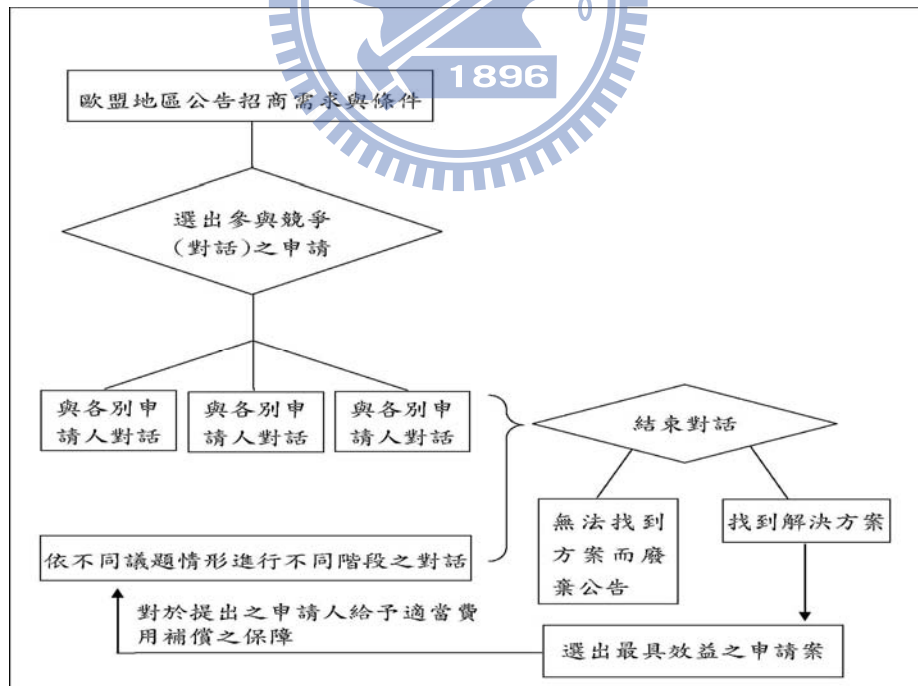 1896
歐盟地區公告招商需求與條件
選出參與競爭
(對話)之申請
與各別申
請人對話
與各別申
請人對話
與各別申
請人對話
結束對話
無法找到
方案而廢
棄公告
找到解決方案
依不同議題情形進行不同階段之對話
對於提出之申請人給予適當費
用補償之保障
選出最具效益之申請案